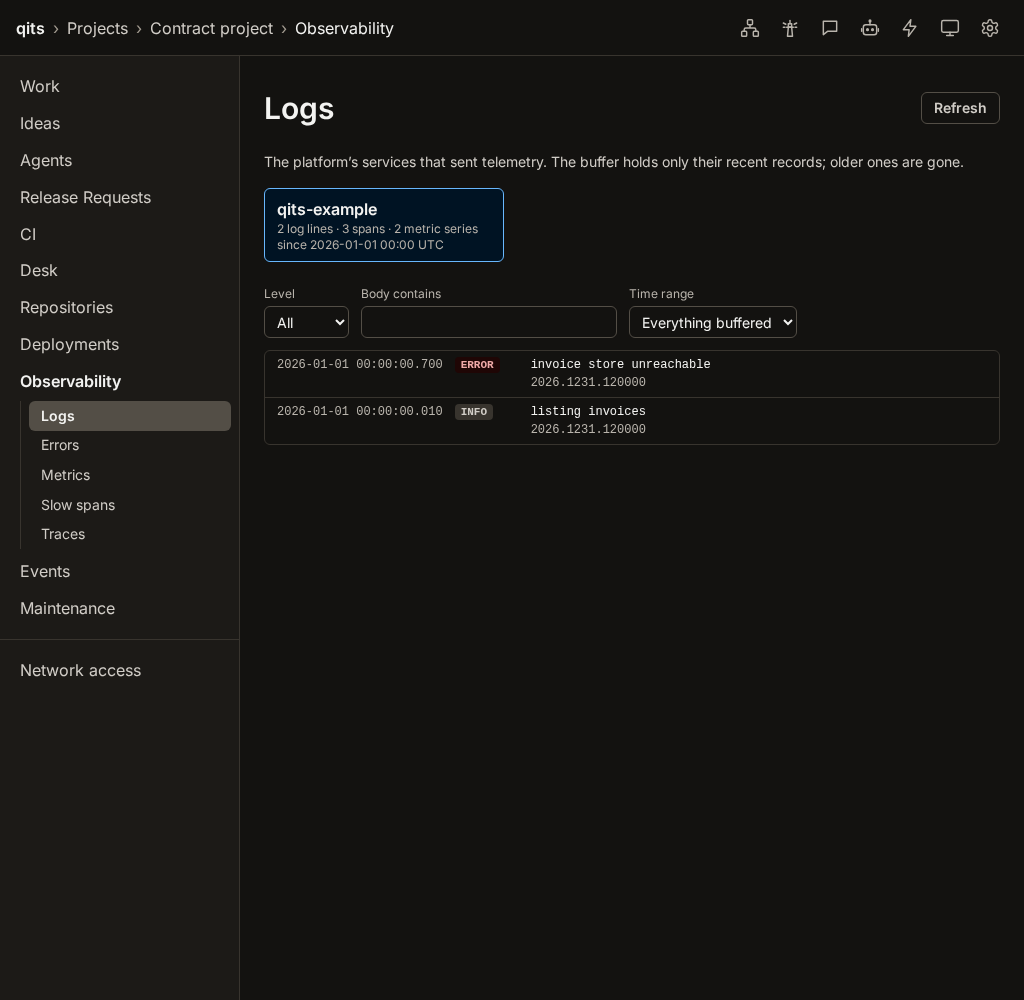 qits › Projects › Contract project › Observability
Work
Ideas
Agents
Release Requests
CI
Desk
Repositories
Deployments
Observability
Logs
Errors
Metrics
Slow spans
Traces
Events
Maintenance
Network access
Logs
Refresh
The platform’s services that sent telemetry. The buffer holds only their recent records; older ones are gone.
qits-example
2 log lines · 3 spans · 2 metric series
since 2026-01-01 00:00 UTC
Level
Body contains
Time range
All
Everything buffered
2026-01-01 00:00:00.700 ERROR invoice store unreachable
2026.1231.120000
2026-01-01 00:00:00.010 INFO listing invoices
2026.1231.120000